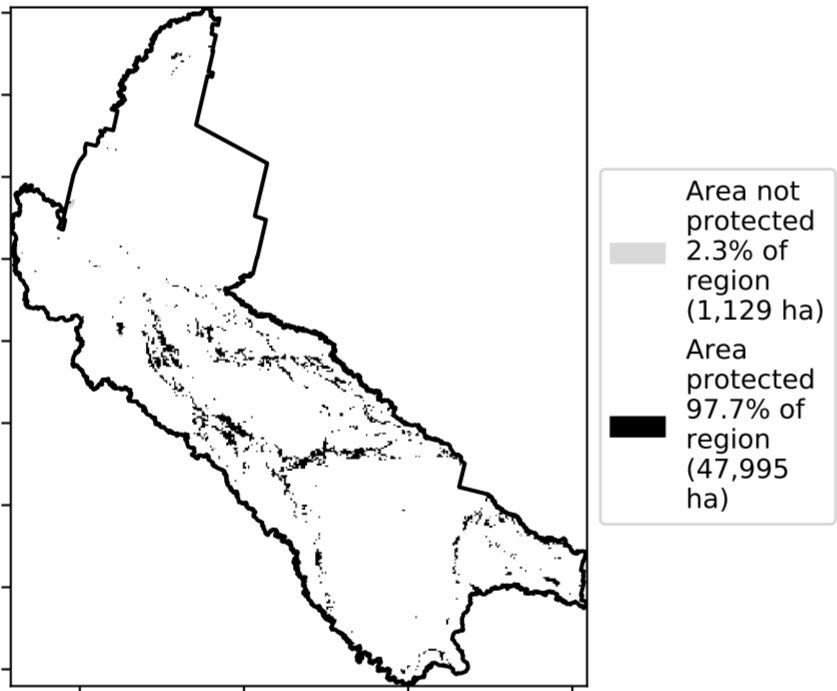 Area not
protected
2.3% of
region
(1,129 ha)
Area
protected
97.7% of
region
(47,995
ha)